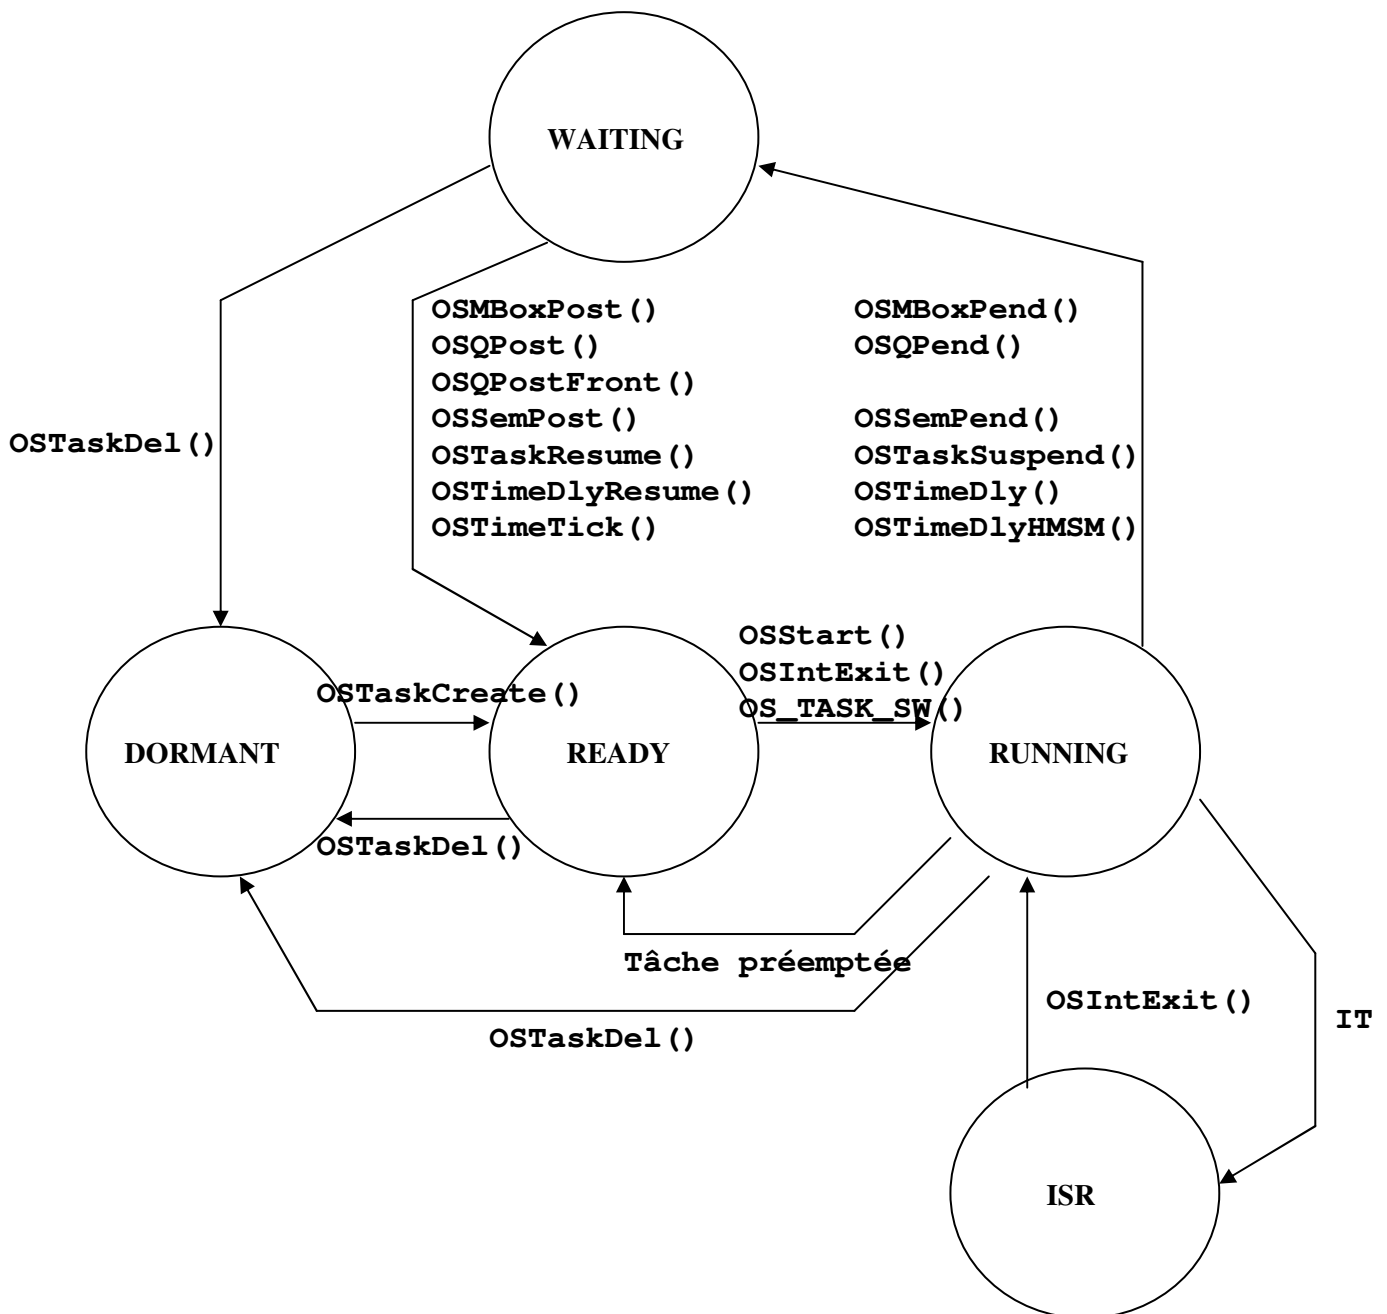 WAITING
OSMBoxPost()
OSQPost()
OSQPostFront()
OSSemPost()
OSTaskResume()
OSTimeDlyResume()
OSTimeTick()
OSMBoxPend()
OSQPend()
OSSemPend()
OSTaskSuspend()
OSTimeDly()
OSTimeDlyHMSM()
OSTaskDel()
OSStart()
OSIntExit()
OS_TASK_SW()
OSTaskCreate()
DORMANT
READY
RUNNING
OSTaskDel()
Tâche préemptée
OSTaskDel()
OSIntExit()
IT
ISR